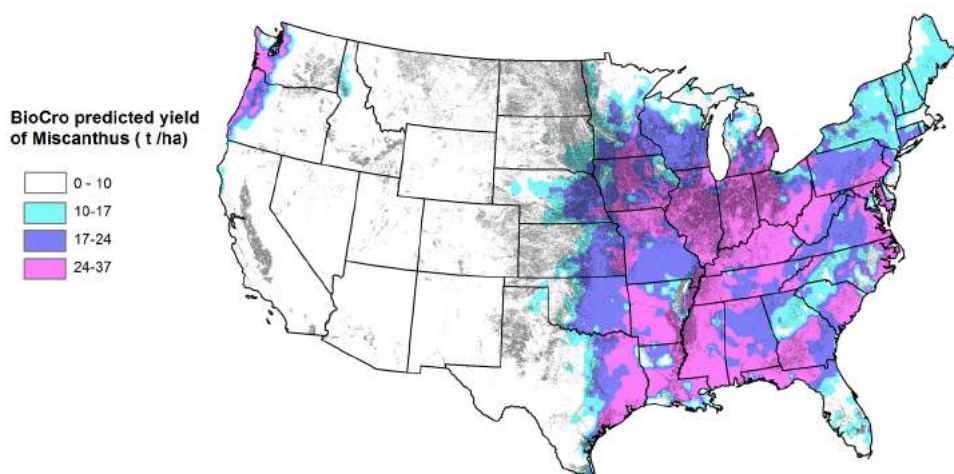 BioCro predicted yield
of Miscanthus ( t /ha)
0 - 10
10-17
17-24
24-37